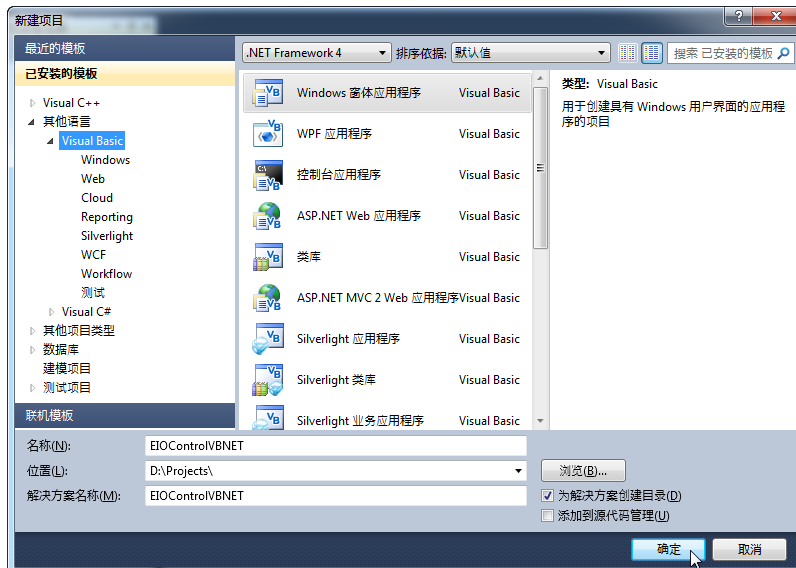 新建项目
最近的模板
已安装的模板
Visual C++
其他语言
Visual Basic
Windows
Web
Cloud
Reporting
Silverlight
WCF
Workflow
测试
Visual C#
其他项目类型
数据库
建模项目
测试项目
联机模板
.NET Framework 4 排序依据: 默认值 搜索 已安装的模板
Windows 窗体应用程序 Visual Basic
WPF 应用程序 Visual Basic
控制台应用程序 Visual Basic
ASP.NET Web 应用程序 Visual Basic
类库 Visual Basic
ASP.NET MVC 2 Web 应用程序 Visual Basic
Silverlight 应用程序 Visual Basic
Silverlight 类库 Visual Basic
Silverlight 业务应用程序 Visual Basic
类型: Visual Basic
用于创建具有 Windows 用户界面的应用程
序的项目
名称(N): EIOControlVBNET
位置(L): D:\Projects\ 浏览(B)...
解决方案名称(M): EIOControlVBNET
为解决方案创建目录(D)
添加到源代码管理(U)
确定 取消